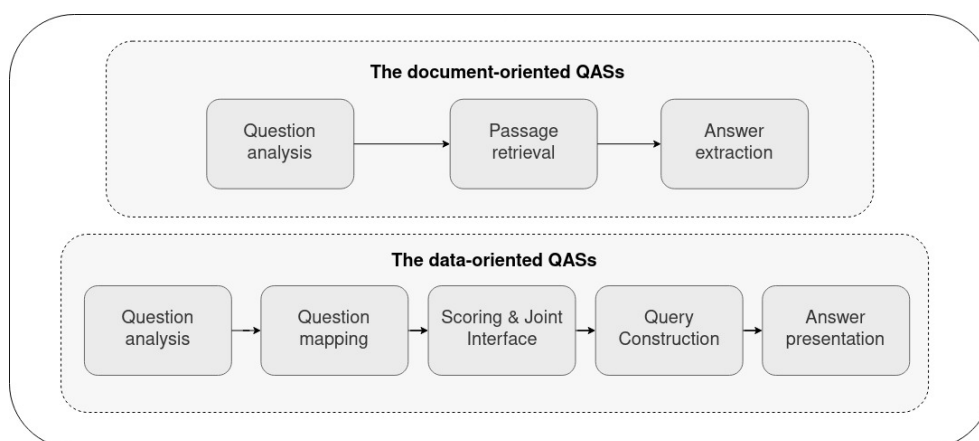 The document-oriented QASs
Question
analysis
Passage
retrieval
Answer
extraction
The data-oriented QASs
Question
analysis
Question
mapping
Scoring & Joint
Interface
Query
Construction
Answer
presentation